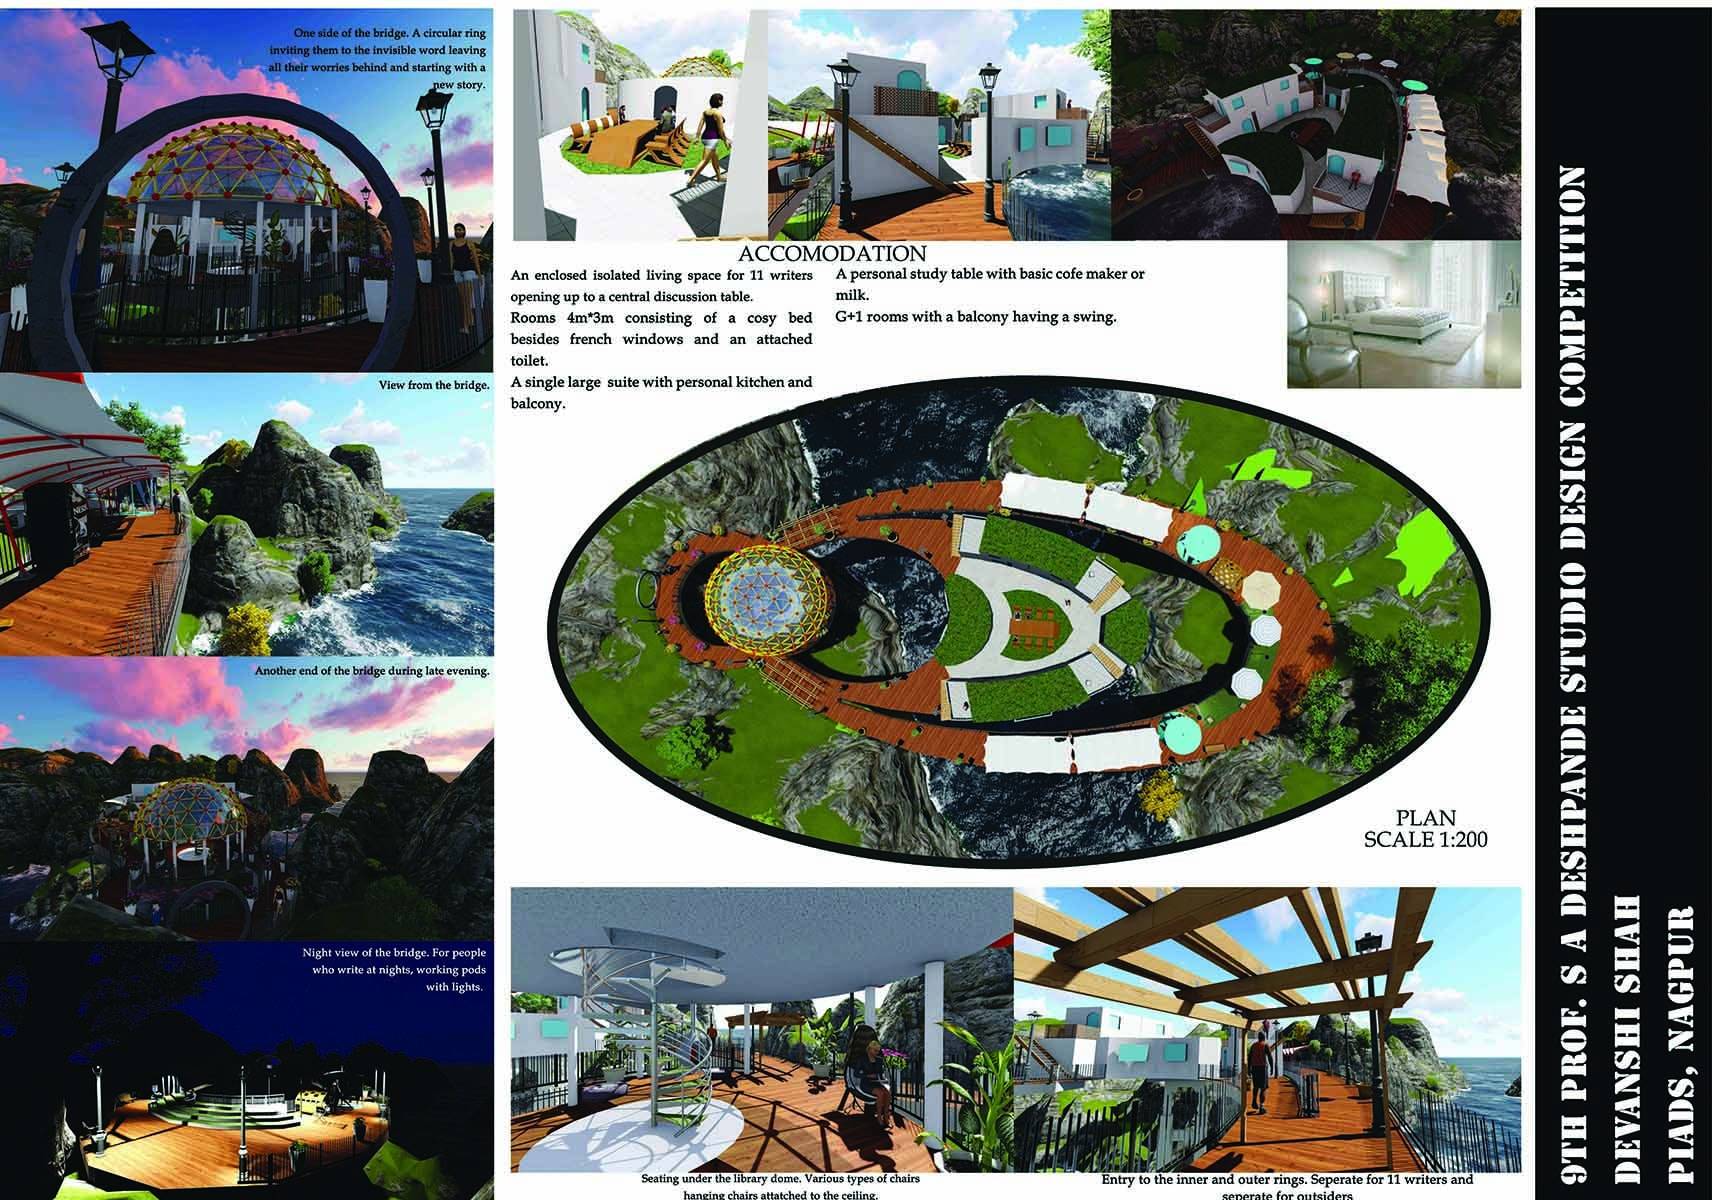 One side of the bridge. A circular ring
inviting them to the invisible word leaving
all their worries behind and starting with a
new story.
View from the bridge.
Another end of the bridge during late evening.
Night view of the bridge. For people
who write at nights, working pods
with lights.
ACCOMODATION
An enclosed isolated living space for 11 writers
opening up to a central discussion table.
Rooms 4m*3m consisting of a cosy bed
besides french windows and an attached
toilet.
A single large suite with personal kitchen and
balcony.
A personal study table with basic cofe maker or
milk.
G+1 rooms with a balcony having a swing.
PLAN
SCALE 1:200
Seating under the library dome. Various types of chairs
hanging chairs attatched to the ceiling.
Entry to the inner and outer rings. Seperate for 11 writers and
seperate for outsiders
9TH PROF. S A DESHPANDE STUDIO DESIGN COMPETITION
DEVANSHI SHAH
PIADS, NAGPUR